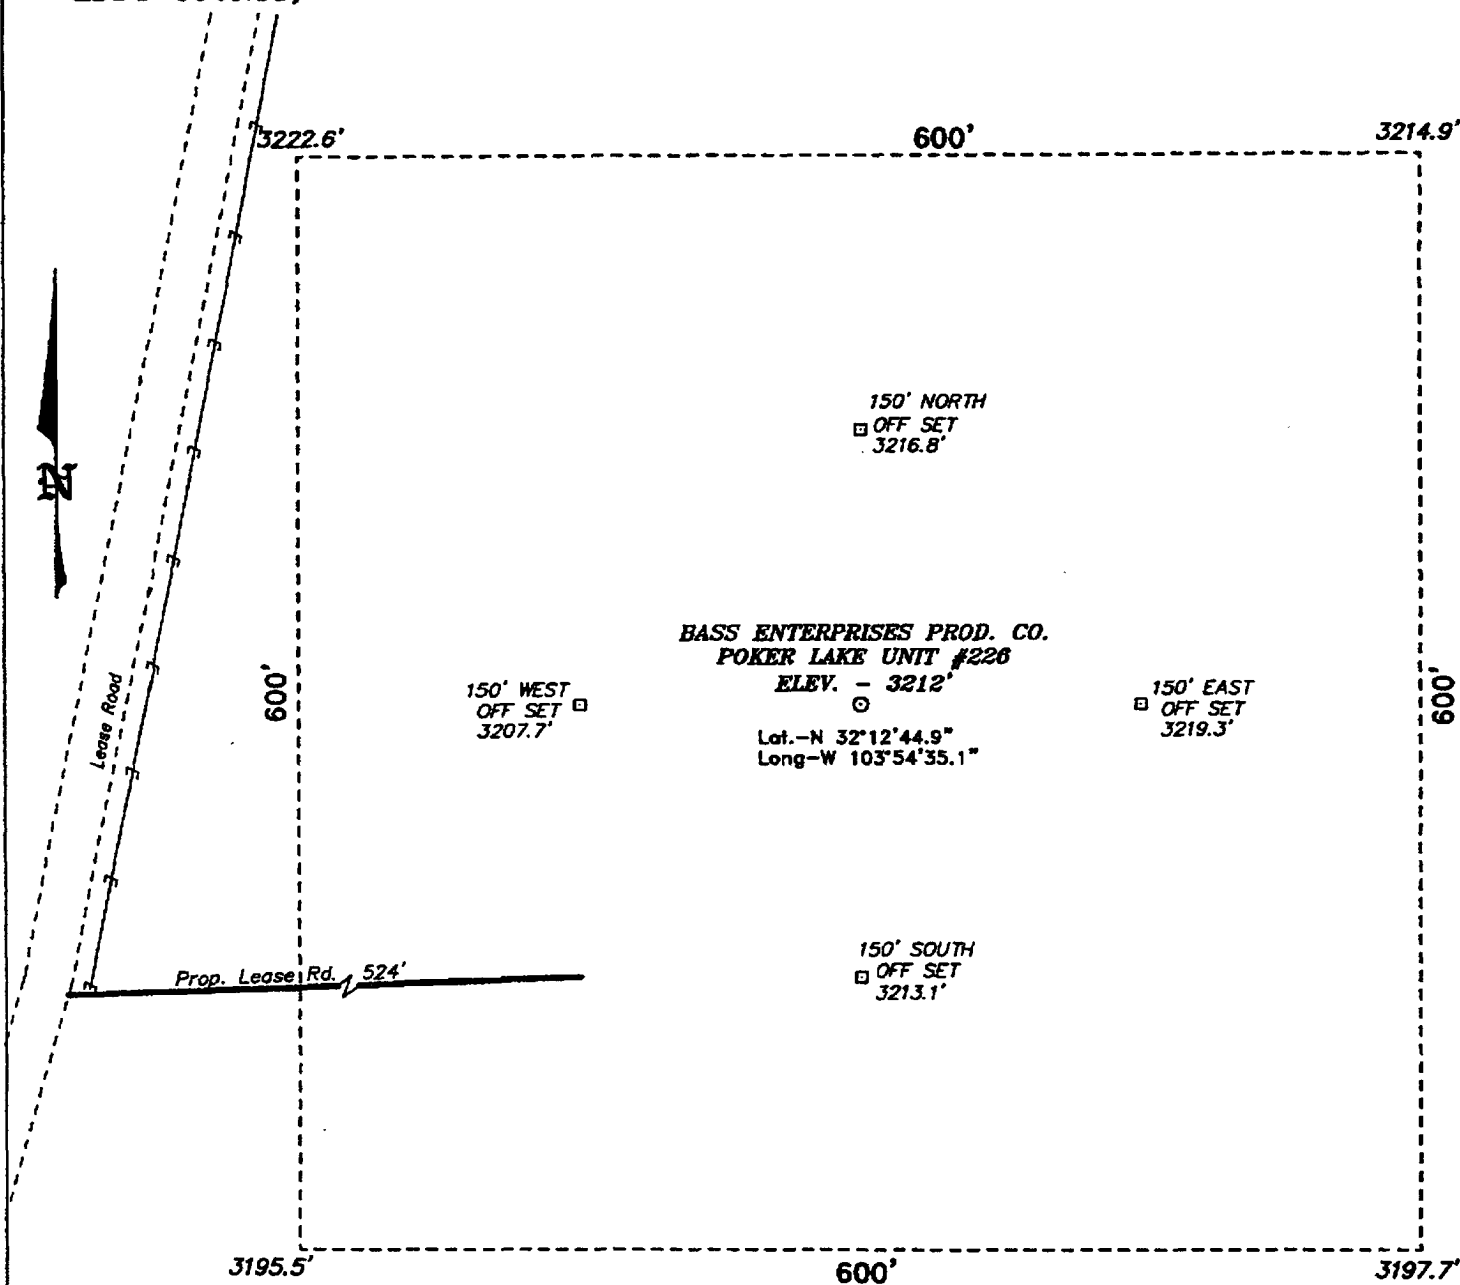 3222.6'
600'
3214.9'
150' NORTH
OFF SET
3216.8'
BASS ENTERPRISES PROD. CO.
POKER LAKE UNIT #226
ELEV. - 3212'
Lat.-N 32°12'44.9"
Long-W 103°54'35.1"
600'
150' WEST
OFF SET
3207.7'
150' EAST
OFF SET
3219.3'
600'
Lease Road
150' SOUTH
OFF SET
3213.1'
Prop. Lease Rd. 524'
3195.5'
600'
3197.7'